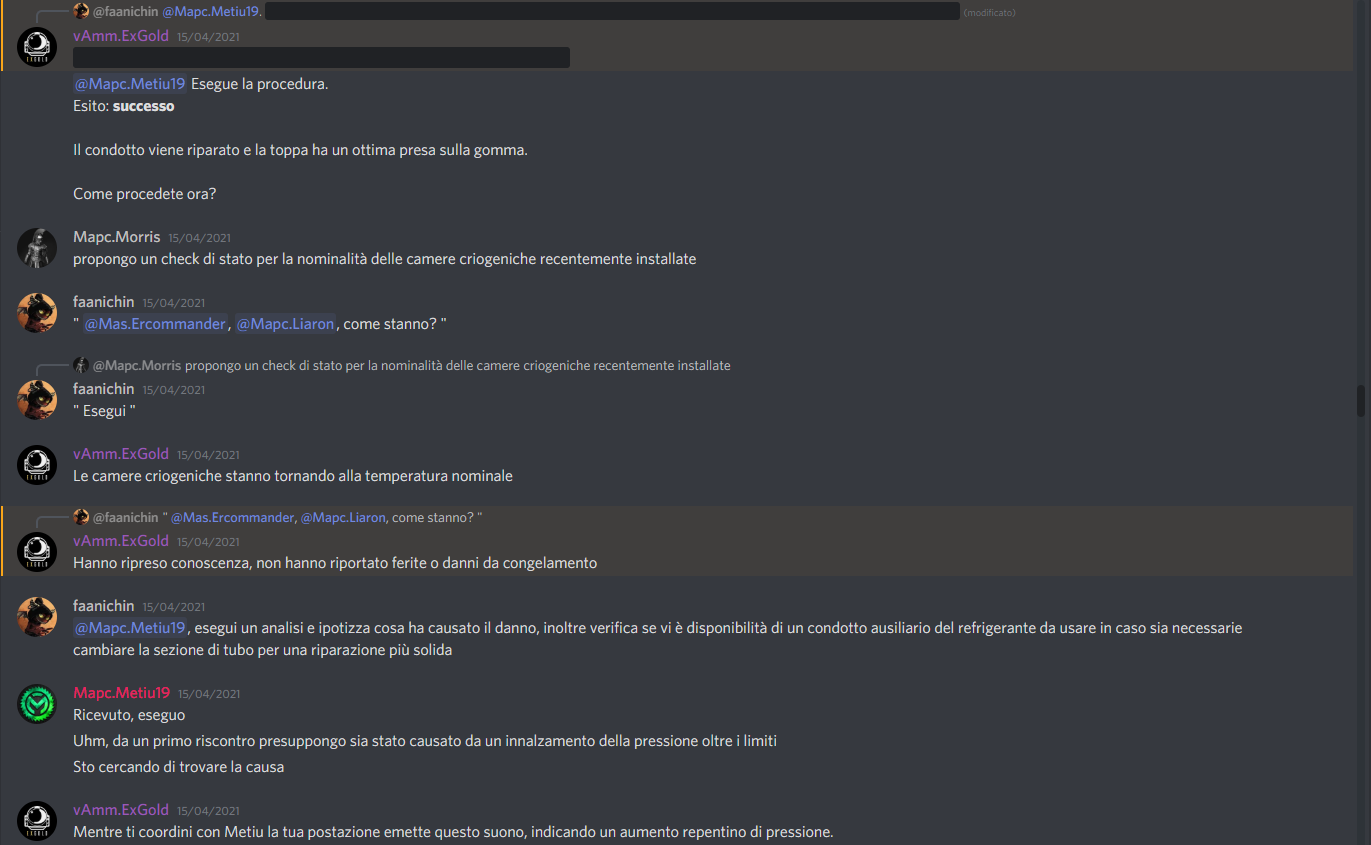 @faanichin @Mapc.Metiu19. (modificato)
vAmm.ExGold 15/04/2021
@Mapc.Metiu19 Esegue la procedura.
Esito: successo
Il condotto viene riparato e la toppa ha un ottima presa sulla gomma.
Come procedete ora?
Mapc.Morris 15/04/2021
propongo un check di stato per la nominalità delle camere criogeniche recentemente installate
faanichin 15/04/2021
" @Mas.Ercommander, @Mapc.Liaron, come stanno? "
@Mapc.Morris propongo un check di stato per la nominalità delle camere criogeniche recentemente installate
faanichin 15/04/2021
" Esegui "
vAmm.ExGold 15/04/2021
Le camere criogeniche stanno tornando alla temperatura nominale
@faanichin " @Mas.Ercommander, @Mapc.Liaron, come stanno? "
vAmm.ExGold 15/04/2021
Hanno ripreso conoscenza, non hanno riportato ferite o danni da congelamento
faanichin 15/04/2021
@Mapc.Metiu19, esegui un analisi e ipotizza cosa ha causato il danno, inoltre verifica se vi è disponibilità di un condotto ausiliario del refrigerante da usare in caso sia necessarie
cambiare la sezione di tubo per una riparazione più solida
Mapc.Metiu19 15/04/2021
Ricevuto, eseguo
Uhm, da un primo riscontro presuppongo sia stato causato da un innalzamento della pressione oltre i limiti
Sto cercando di trovare la causa
vAmm.ExGold 15/04/2021
Mentre ti coordini con Metiu la tua postazione emette questo suono, indicando un aumento repentino di pressione.